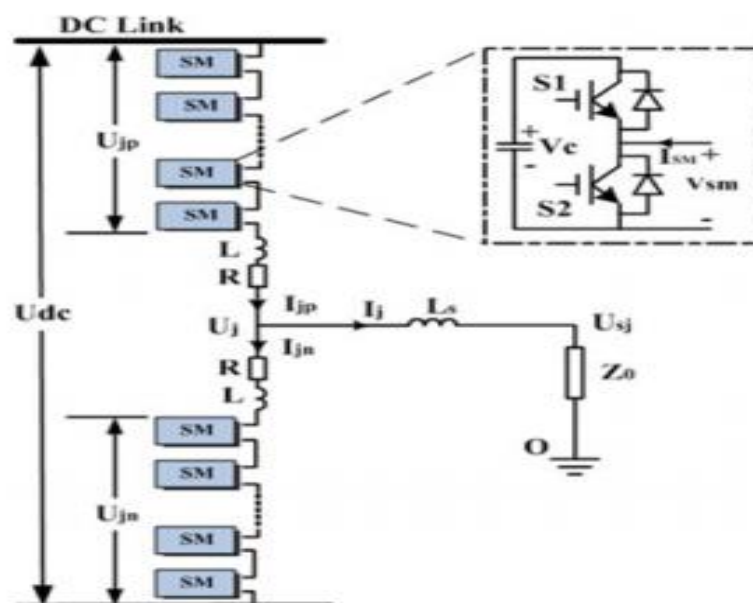 DC Link
SM
SM
SM
SM
Ujp
S1
Vc
+
-
ISM
+
Vsm
-
S2
L
R
Udc
Ijp
Uj
Ij
Ls
Usj
Ijn
R
L
Z0
O
SM
SM
SM
SM
Ujn